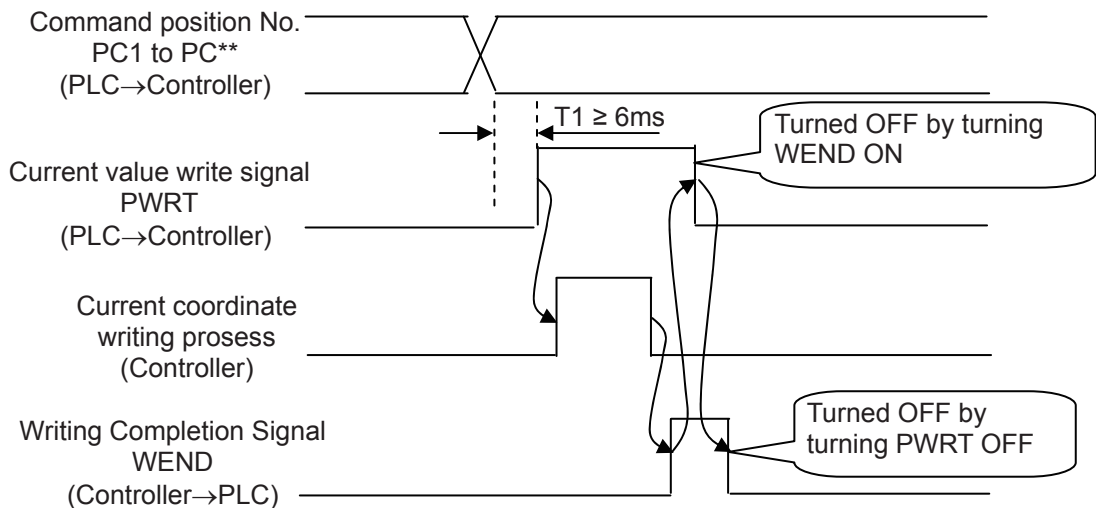 Command position No.
PC1 to PC**
(PLC→Controller)
T1 ≥ 6ms
Turned OFF by turning
WEND ON
Current value write signal
PWRT
(PLC→Controller)
Current coordinate
writing prosess
(Controller)
Turned OFF by
turning PWRT OFF
Writing Completion Signal
WEND
(Controller→PLC)